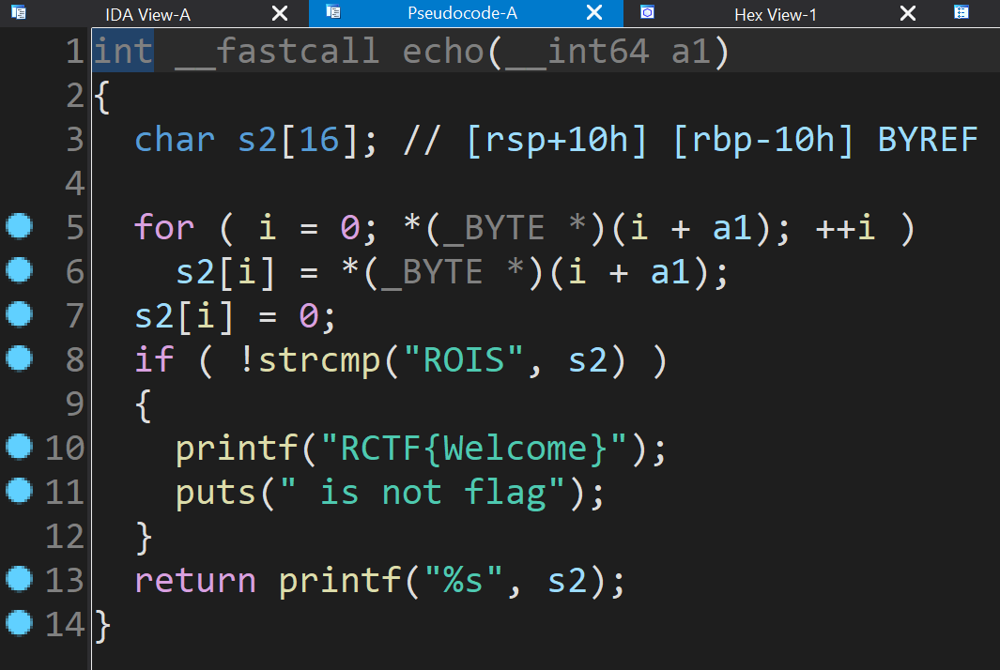 IDA View-A
Pseudocode-A
Hex View-1
1 int __fastcall echo(__int64 a1)
2 {
3 char s2[16]; // [rsp+10h] [rbp-10h] BYREF
4
5 for ( i = 0; *(_BYTE *)(i + a1); ++i )
6 s2[i] = *(_BYTE *)(i + a1);
7 s2[i] = 0;
8 if ( !strcmp("ROIS", s2) )
9 {
10 printf("RCTF{Welcome}");
11 puts(" is not flag");
12 }
13 return printf("%s", s2);
14 }